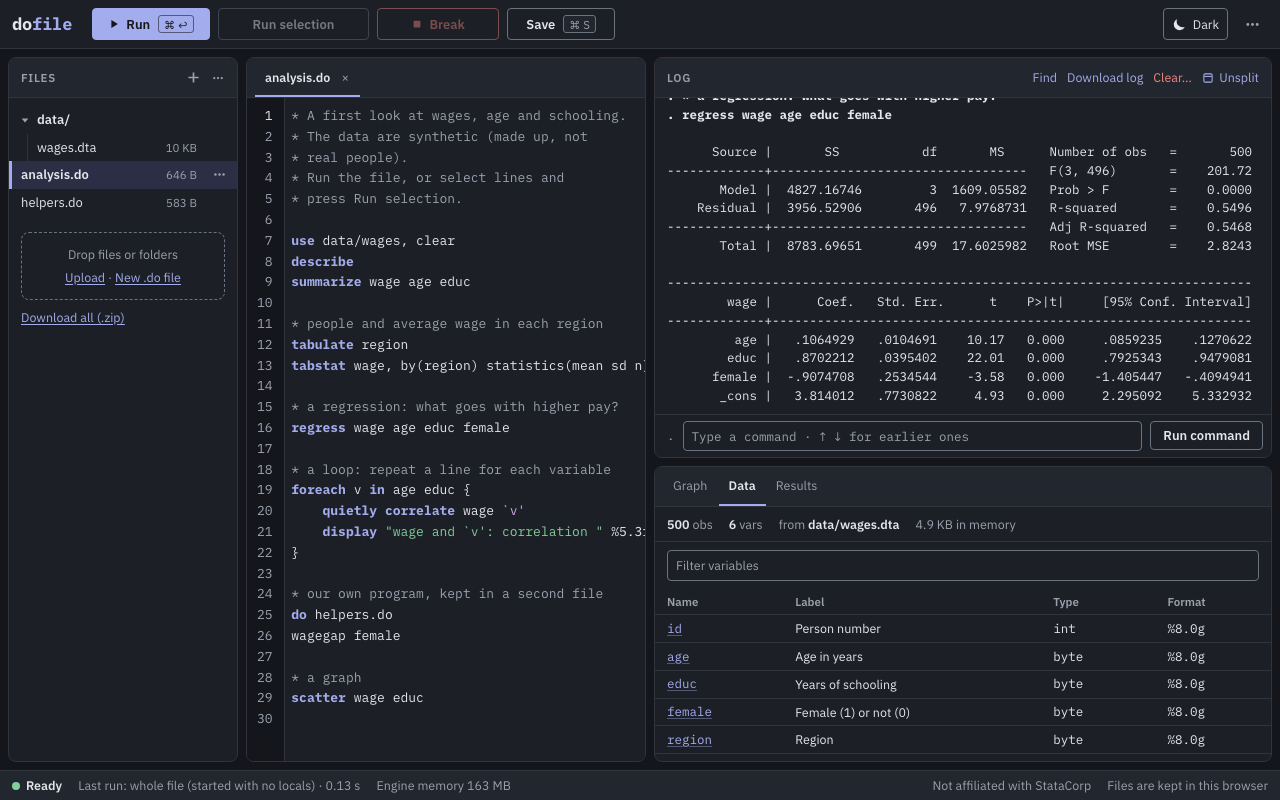 dofile
Run ⌘ ↩
Run selection
Break
Save ⌘ S
Dark
FILES
data/
wages.dta 10 KB
analysis.do 646 B
helpers.do 583 B
Drop files or folders
Upload · New .do file
Download all (.zip)
analysis.do ×
1 * A first look at wages, age and schooling.
2 * The data are synthetic (made up, not
3 * real people).
4 * Run the file, or select lines and
5 * press Run selection.
6
7 use data/wages, clear
8 describe
9 summarize wage age educ
10
11 * people and average wage in each region
12 tabulate region
13 tabstat wage, by(region) statistics(mean sd n)
14
15 * a regression: what goes with higher pay?
16 regress wage age educ female
17
18 * a loop: repeat a line for each variable
19 foreach v in age educ {
20     quietly correlate wage `v'
21     display "wage and `v': correlation " %5.3
22 }
23
24 * our own program, kept in a second file
25 do helpers.do
26 wagegap female
27
28 * a graph
29 scatter wage educ
30
LOG
Find Download log Clear... Unsplit
. * a regression: what goes with higher pay?
. regress wage age educ female
Source | SS df MS Number of obs = 500
-------------+---------------------------------- F(3, 496) = 201.72
Model | 4827.16746 3 1609.05582 Prob > F = 0.0000
Residual | 3956.52906 496 7.9768731 R-squared = 0.5496
-------------+---------------------------------- Adj R-squared = 0.5468
Total | 8783.69651 499 17.6025982 Root MSE = 2.8243
------------------------------------------------------------------------------
wage | Coef. Std. Err. t P>|t| [95% Conf. Interval]
-------------+----------------------------------------------------------------
age | .1064929 .0104691 10.17 0.000 .0859235 .1270622
educ | .8702212 .0395402 22.01 0.000 .7925343 .9479081
female | -.9074708 .2534544 -3.58 0.000 -1.405447 -.4094941
_cons | 3.814012 .7730822 4.93 0.000 2.295092 5.332932
. Type a command · ↑ ↓ for earlier ones
Run command
Graph Data Results
500 obs 6 vars from data/wages.dta 4.9 KB in memory
Filter variables
Name Label Type Format
id Person number int %8.0g
age Age in years byte %8.0g
educ Years of schooling byte %8.0g
female Female (1) or not (0) byte %8.0g
region Region byte %8.0g
Ready Last run: whole file (started with no locals) · 0.13 s Engine memory 163 MB
Not affiliated with StataCorp Files are kept in this browser